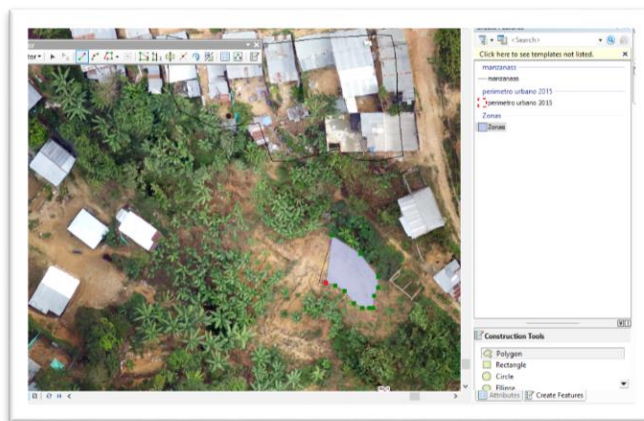 <Search>
Click here to see templates not listed.
manzanass
manzanass
perimetro urbano 2015
perimetro urbano 2015
Zonas
Zonas
Construction Tools
Polygon
Rectangle
Circle
Ellipse
Attributes
Create Features